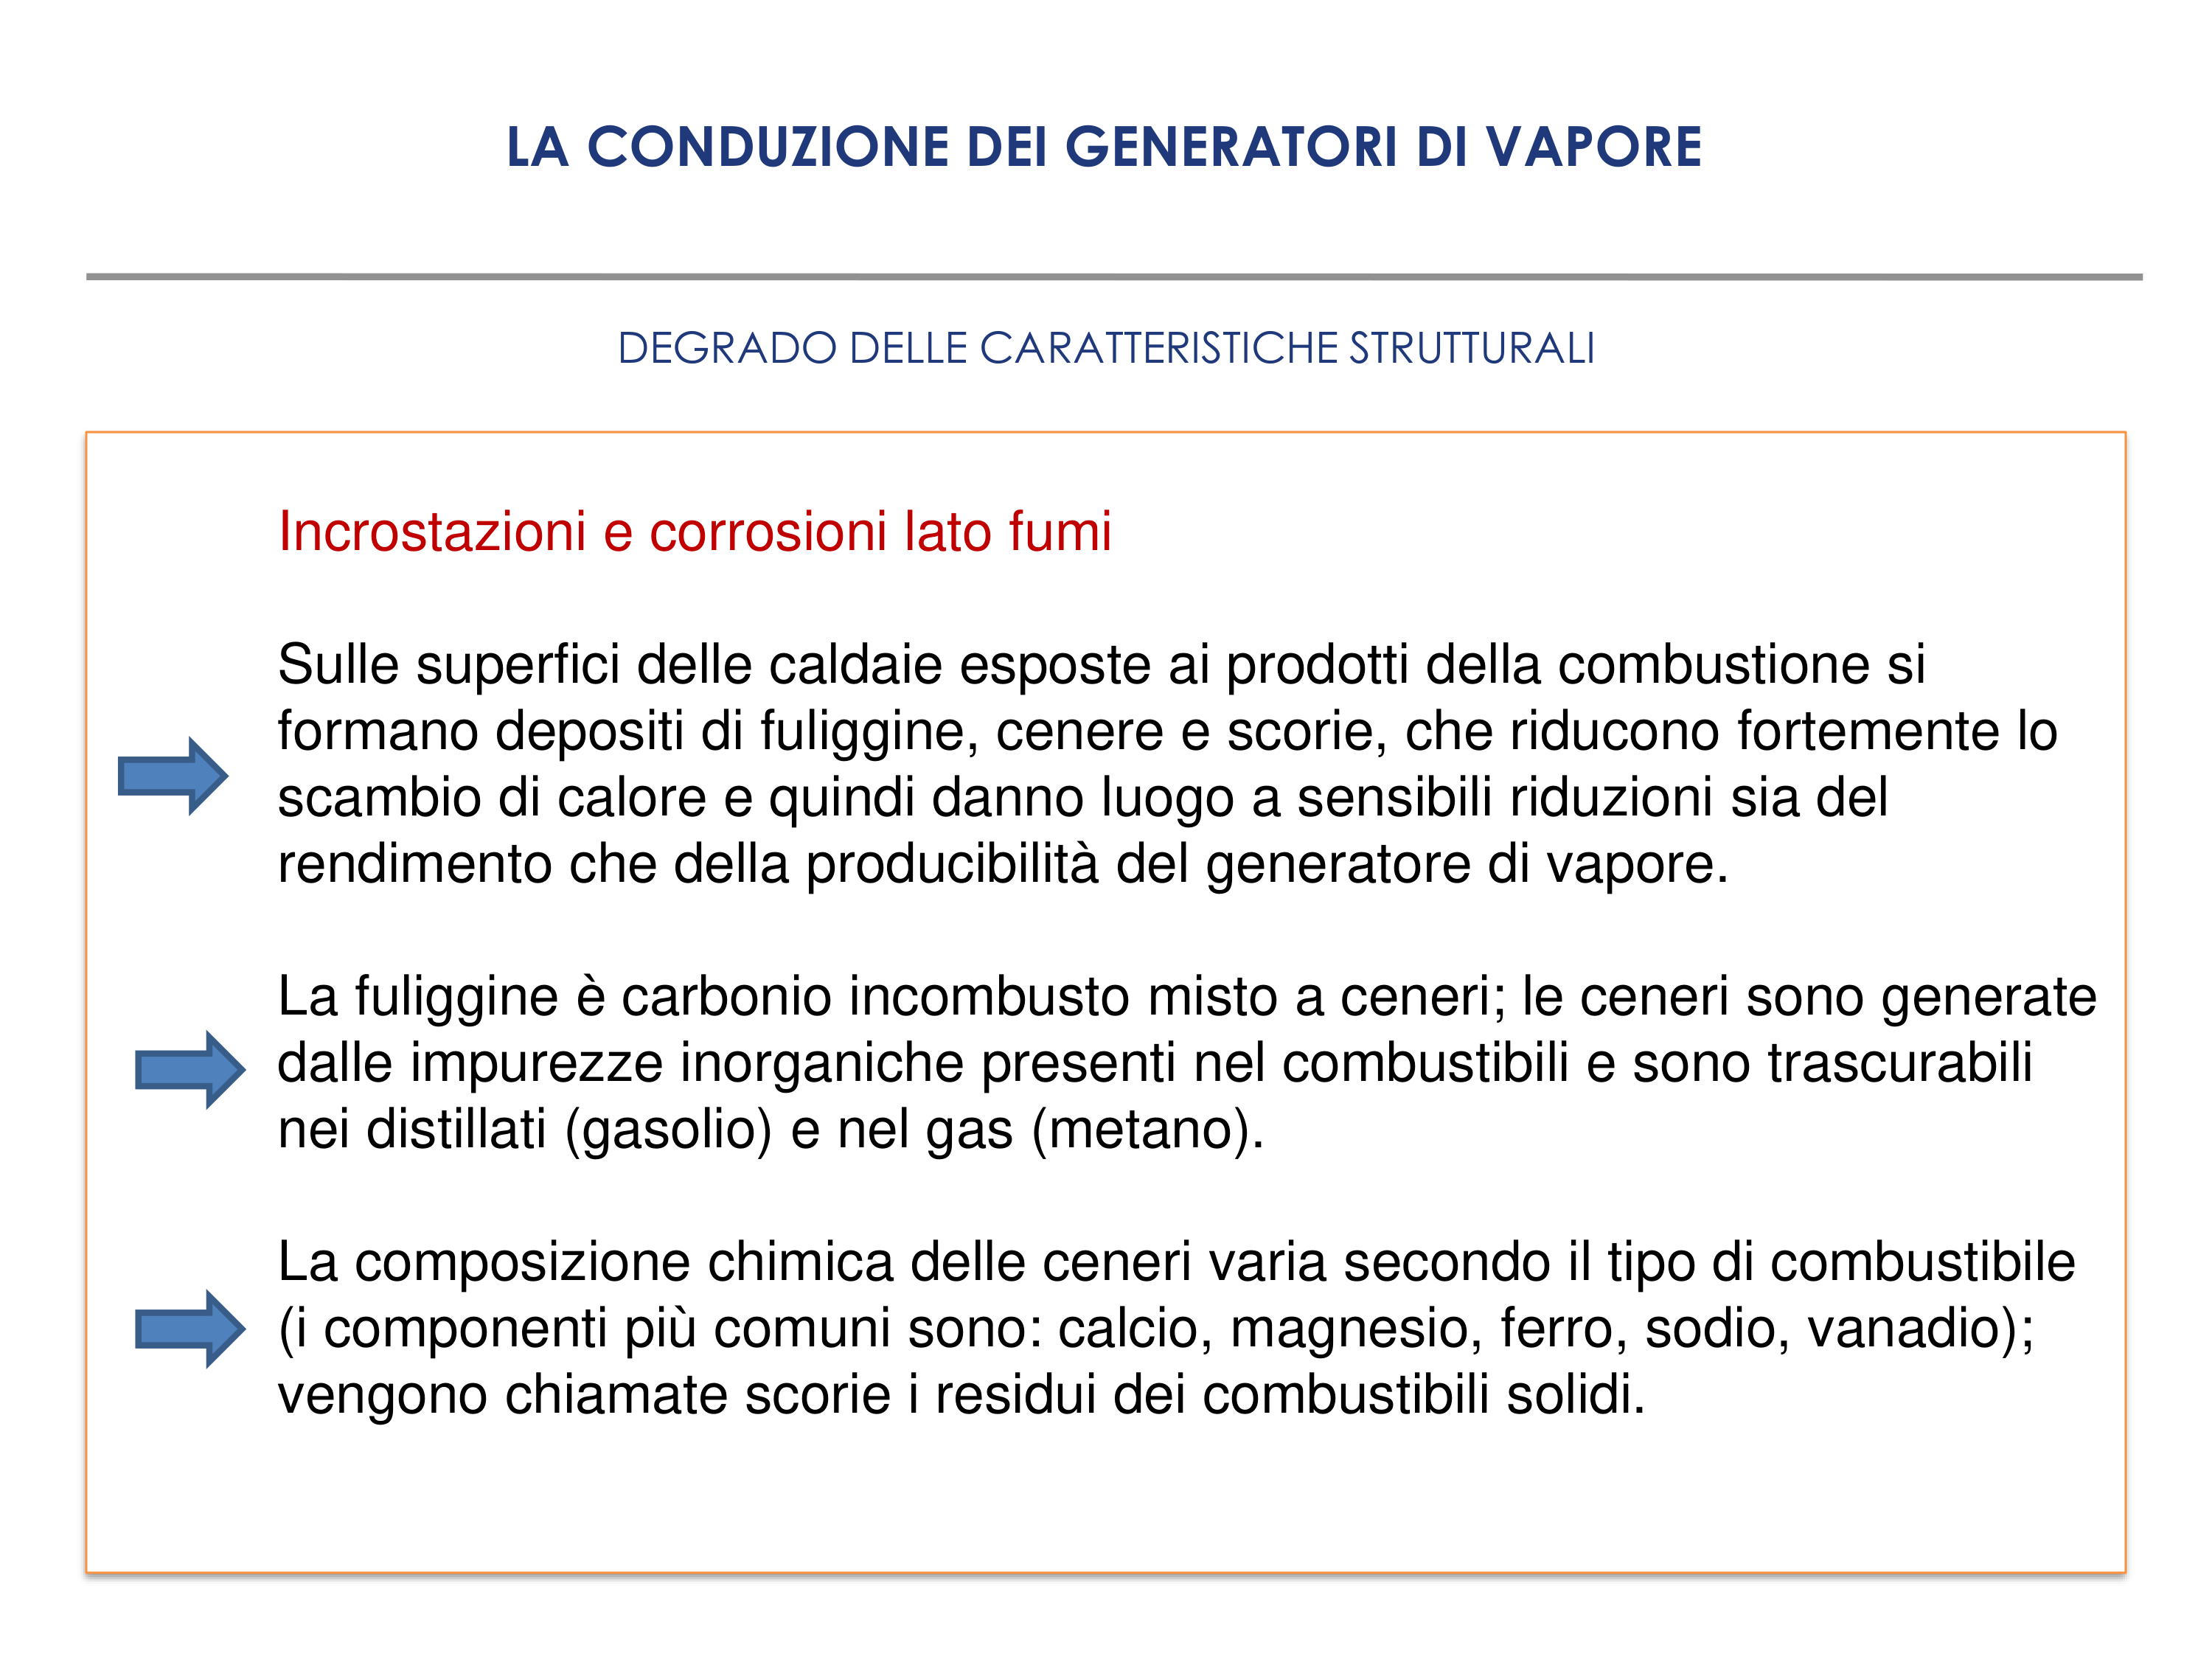 LA CONDUZIONE DEI GENERATORI DI VAPORE
DEGRADO DELLE CARATTERISTICHE STRUTTURALI
Incrostazioni e corrosioni lato fumi
Sulle superfici delle caldaie esposte ai prodotti della combustione si
formano depositi di fuliggine, cenere e scorie, che riducono fortemente lo
scambio di calore e quindi danno luogo a sensibili riduzioni sia del
rendimento che della producibilità del generatore di vapore.
La fuliggine è carbonio incombusto misto a ceneri; le ceneri sono generate
dalle impurezze inorganiche presenti nel combustibili e sono trascurabili
nei distillati (gasolio) e nel gas (metano).
La composizione chimica delle ceneri varia secondo il tipo di combustibile
(i componenti più comuni sono: calcio, magnesio, ferro, sodio, vanadio);
vengono chiamate scorie i residui dei combustibili solidi.